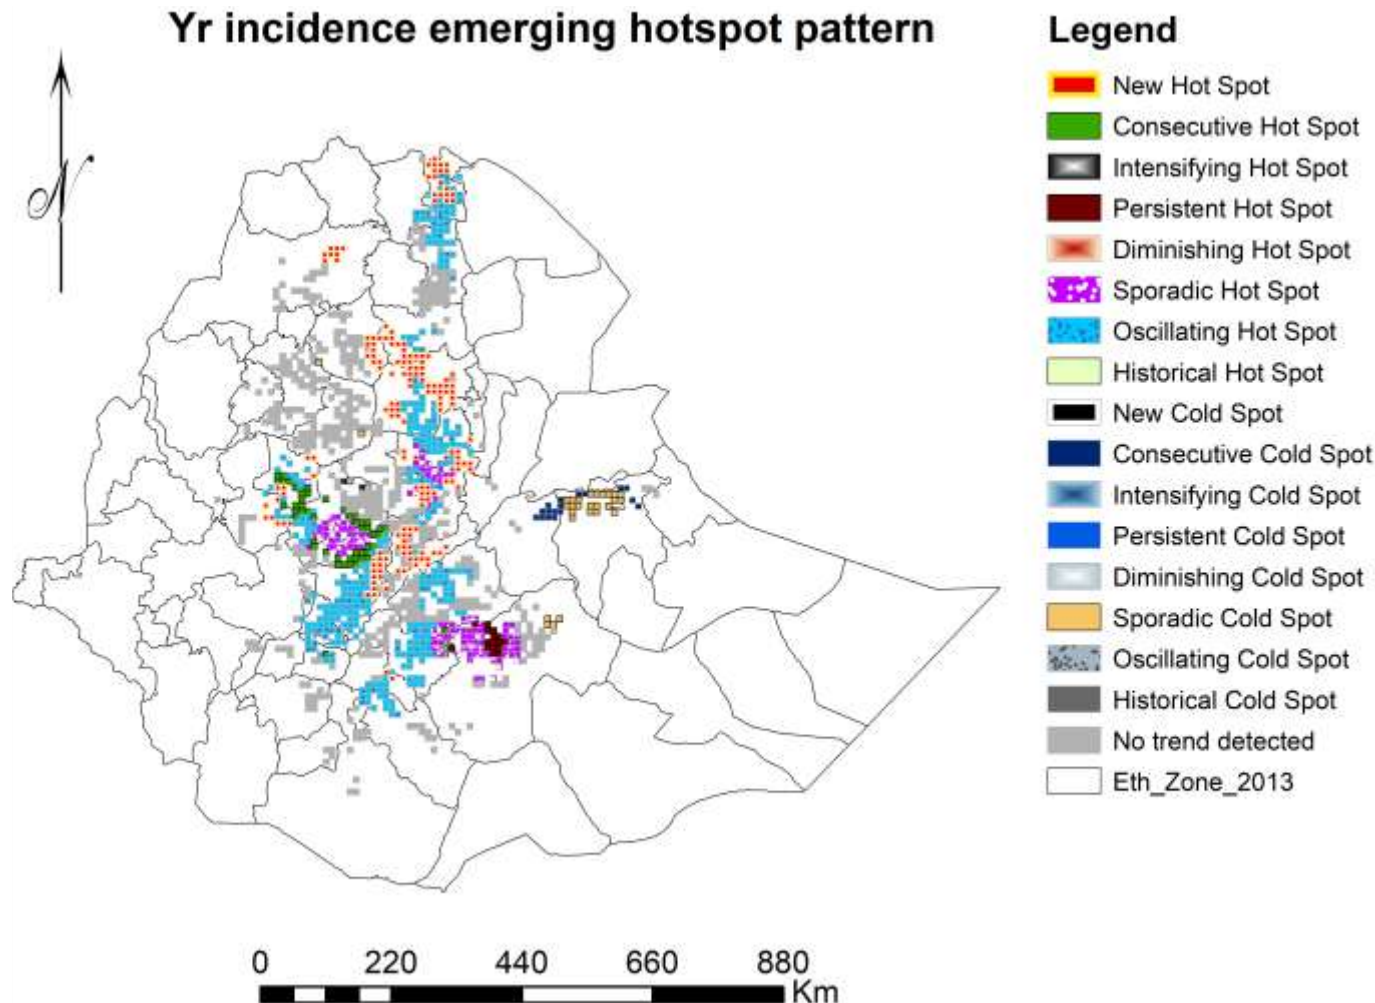 Yr incidence emerging hotspot pattern
N
Legend
New Hot Spot
Consecutive Hot Spot
Intensifying Hot Spot
Persistent Hot Spot
Diminishing Hot Spot
Sporadic Hot Spot
Oscillating Hot Spot
Historical Hot Spot
New Cold Spot
Consecutive Cold Spot
Intensifying Cold Spot
Persistent Cold Spot
Diminishing Cold Spot
Sporadic Cold Spot
Oscillating Cold Spot
Historical Cold Spot
No trend detected
Eth_Zone_2013
0 220 440 660 880
Km